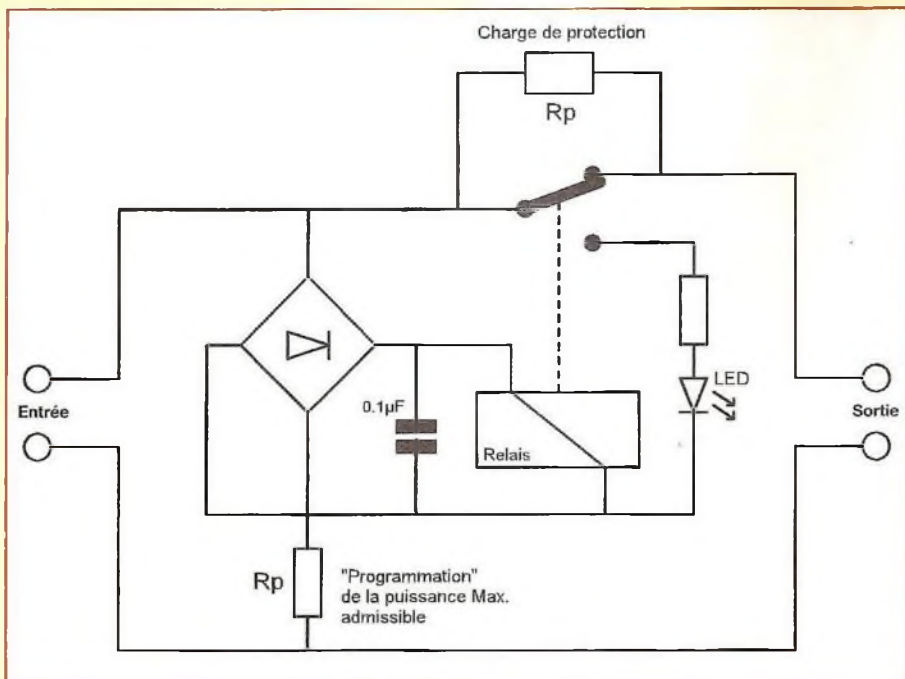 Charge de protection
Rp
0.1µF
LED
Entrée
Sortie
Relais
Rp
"Programmation"
de la puissance Max.
admissible